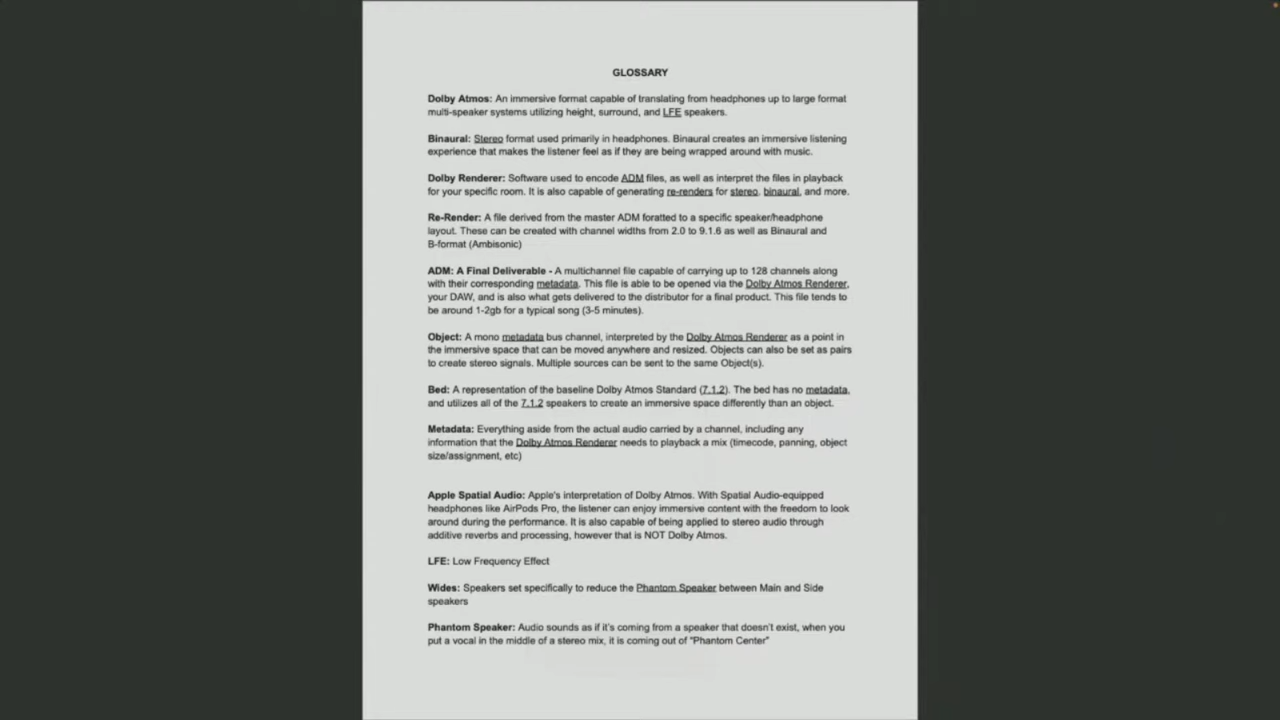 GLOSSARY
Dolby Atmos: An immersive format capable of translating from headphones up to large format
multi-speaker systems utilizing height, surround, and LFE speakers.
Binaural: Stereo format used primarily in headphones. Binaural creates an immersive listening
experience that makes the listener feel as if they are being wrapped around with music.
Dolby Renderer: Software used to encode ADM files, as well as interpret the files in playback
for your specific room. It is also capable of generating re-renders for stereo, binaural, and more.
Re-Render: A file derived from the master ADM foratted to a specific speaker/headphone
layout. These can be created with channel widths from 2.0 to 9.1.6 as well as Binaural and
B-format (Ambisonic)
ADM: A Final Deliverable - A multichannel file capable of carrying up to 128 channels along
with their corresponding metadata. This file is able to be opened via the Dolby Atmos Renderer,
your DAW, and is also what gets delivered to the distributor for a final product. This file tends to
be around 1-2gb for a typical song (3-5 minutes).
Object: A mono metadata bus channel, interpreted by the Dolby Atmos Renderer as a point in
the immersive space that can be moved anywhere and resized. Objects can also be set as pairs
to create stereo signals. Multiple sources can be sent to the same Object(s).
Bed: A representation of the baseline Dolby Atmos Standard (7.1.2). The bed has no metadata,
and utilizes all of the 7.1.2 speakers to create an immersive space differently than an object.
Metadata: Everything aside from the actual audio carried by a channel, including any
information that the Dolby Atmos Renderer needs to playback a mix (timecode, panning, object
size/assignment, etc)
Apple Spatial Audio: Apple's interpretation of Dolby Atmos. With Spatial Audio-equipped
headphones like AirPods Pro, the listener can enjoy immersive content with the freedom to look
around during the performance. It is also capable of being applied to stereo audio through
additive reverbs and processing, however that is NOT Dolby Atmos.
LFE: Low Frequency Effect
Wides: Speakers set specifically to reduce the Phantom Speaker between Main and Side
speakers
Phantom Speaker: Audio sounds as if it's coming from a speaker that doesn't exist, when you
put a vocal in the middle of a stereo mix, it is coming out of "Phantom Center"